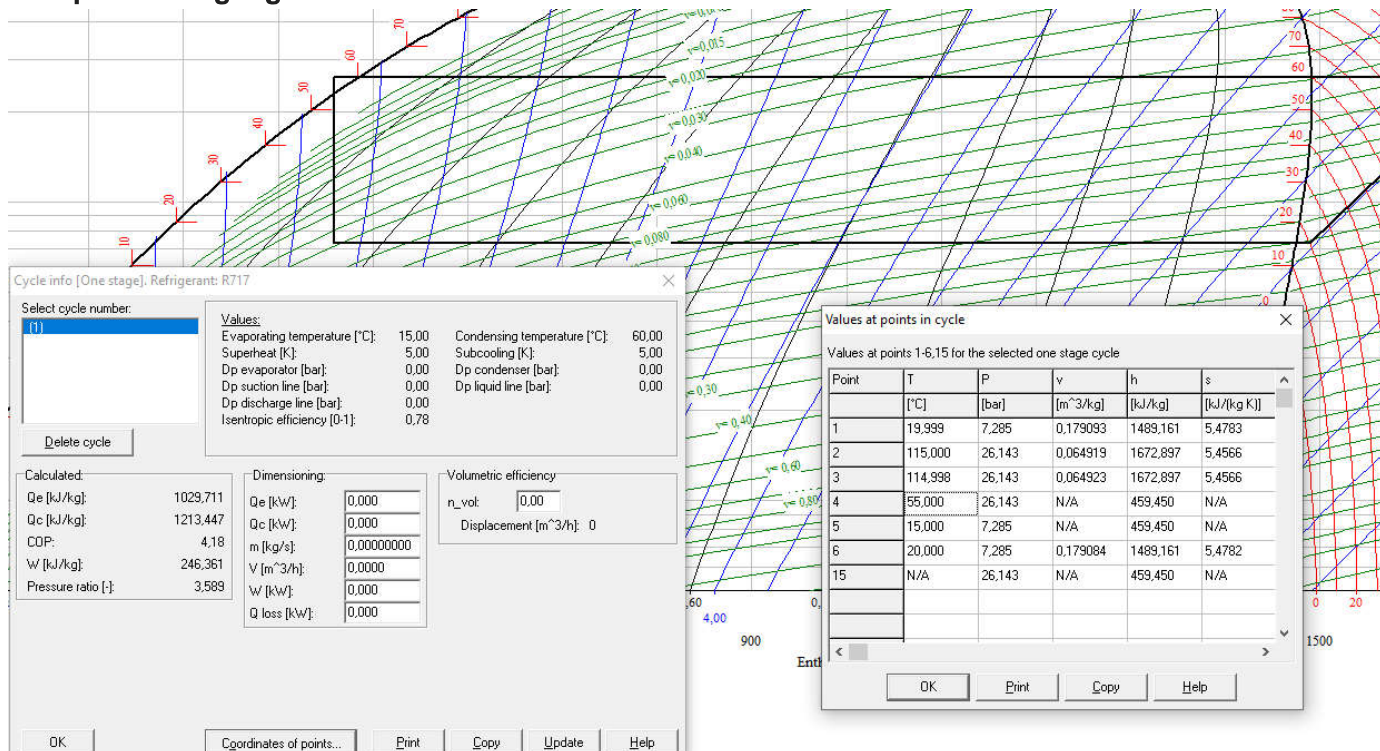 70
60
50
40
30
20
10
v= 0,015
v= 0,020
v= 0,030
v= 0,040
v= 0,060
v= 0,080
v= 0,30
v= 0,40
v= 0,60
v= 0,80
70
60
50
40
30
20
10
0
Cycle info [One stage]. Refrigerant: R717
Select cycle number:
(1)
Delete cycle
Values:
Evaporating temperature [°C]: 15,00 Condensing temperature [°C]: 60,00
Superheat [K]: 5,00 Subcooling [K]: 5,00
Dp evaporator [bar]: 0,00 Dp condenser [bar]: 0,00
Dp suction line [bar]: 0,00 Dp liquid line [bar]: 0,00
Dp discharge line [bar]: 0,00
Isentropic efficiency [0-1]: 0,78
Calculated:
Qe [kJ/kg]: 1029,711
Qc [kJ/kg]: 1213,447
COP: 4,18
W [kJ/kg]: 246,361
Pressure ratio [-]: 3,589
Dimensioning:
Qe [kW]: 0,000
Qc [kW]: 0,000
m [kg/s]: 0,00000000
V [m^3/h]: 0,0000
W [kW]: 0,000
Q loss [kW]: 0,000
Volumetric efficiency
n_vol: 0,00
Displacement [m^3/h]: 0
OK Coordinates of points... Print Copy Update Help
Values at points in cycle
Values at points 1-6,15 for the selected one stage cycle
Point T P v h s
[°C] [bar] [m^3/kg] [kJ/kg] [kJ/(kg K)]
1 19,999 7,285 0,179093 1489,161 5,4783
2 115,000 26,143 0,064919 1672,897 5,4566
3 114,998 26,143 0,064923 1672,897 5,4566
4 55,000 26,143 N/A 459,450 N/A
5 15,000 7,285 N/A 459,450 N/A
6 20,000 7,285 0,179084 1489,161 5,4782
15 N/A 26,143 N/A 459,450 N/A
OK Print Copy Help
,60 0,
4,00
0 20
900 1500